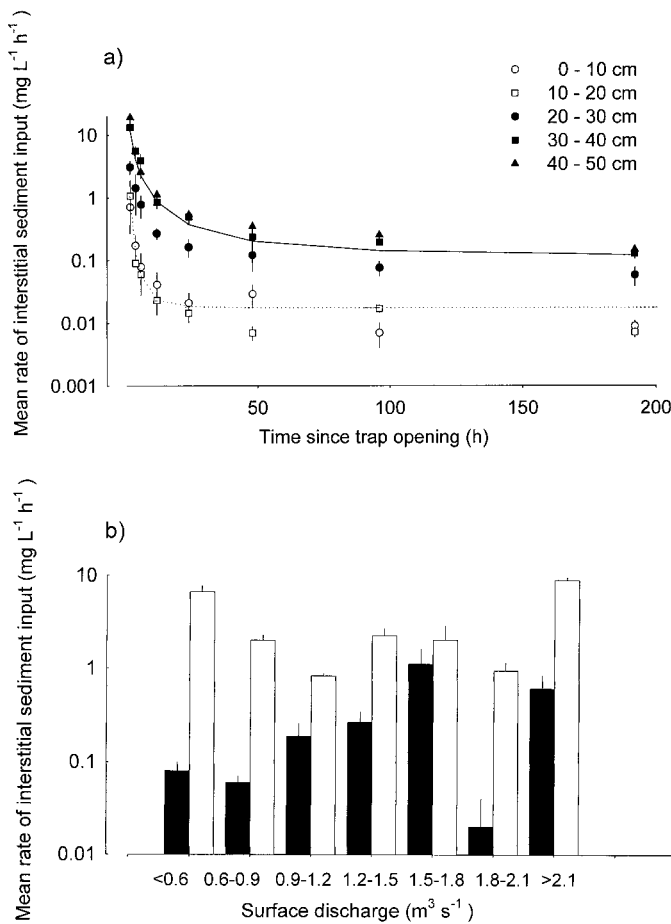 a)
Mean rate of interstitial sediment input (mg L⁻¹ h⁻¹ )
10
1
0.1
0.01
0.001
0 - 10 cm
10 - 20 cm
20 - 30 cm
30 - 40 cm
40 - 50 cm
50
100
150
200
Time since trap opening (h)
b)
Mean rate of interstitial sediment input (mg L⁻¹ h⁻¹ )
10
1
0.1
0.01
<0.6 0.6-0.9 0.9-1.2 1.2-1.5 1.5-1.8 1.8-2.1 >2.1
Surface discharge (m³ s⁻¹)